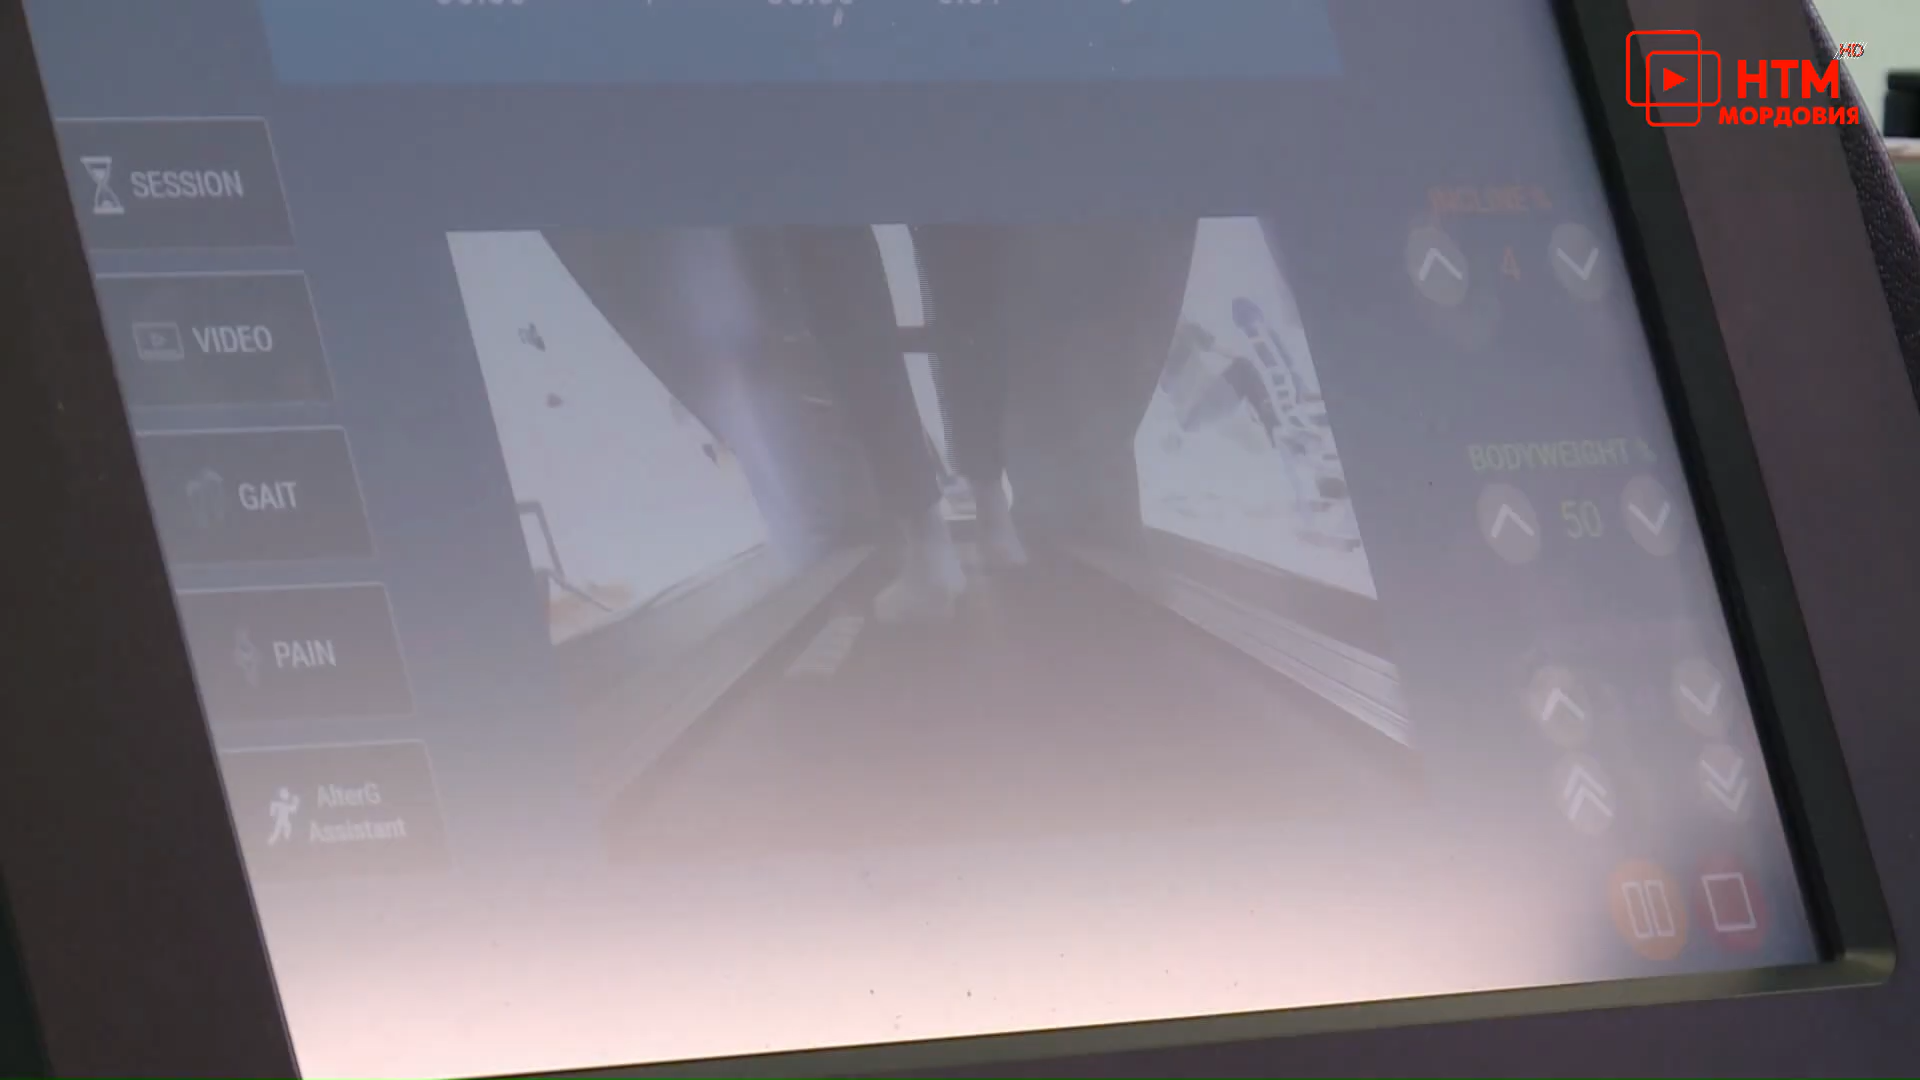 HD
НТМ
МОРДОВИЯ
SESSION
INCLINE %
4
VIDEO
BODYWEIGHT %
50
GAIT
PAIN
AlterG
Assistant